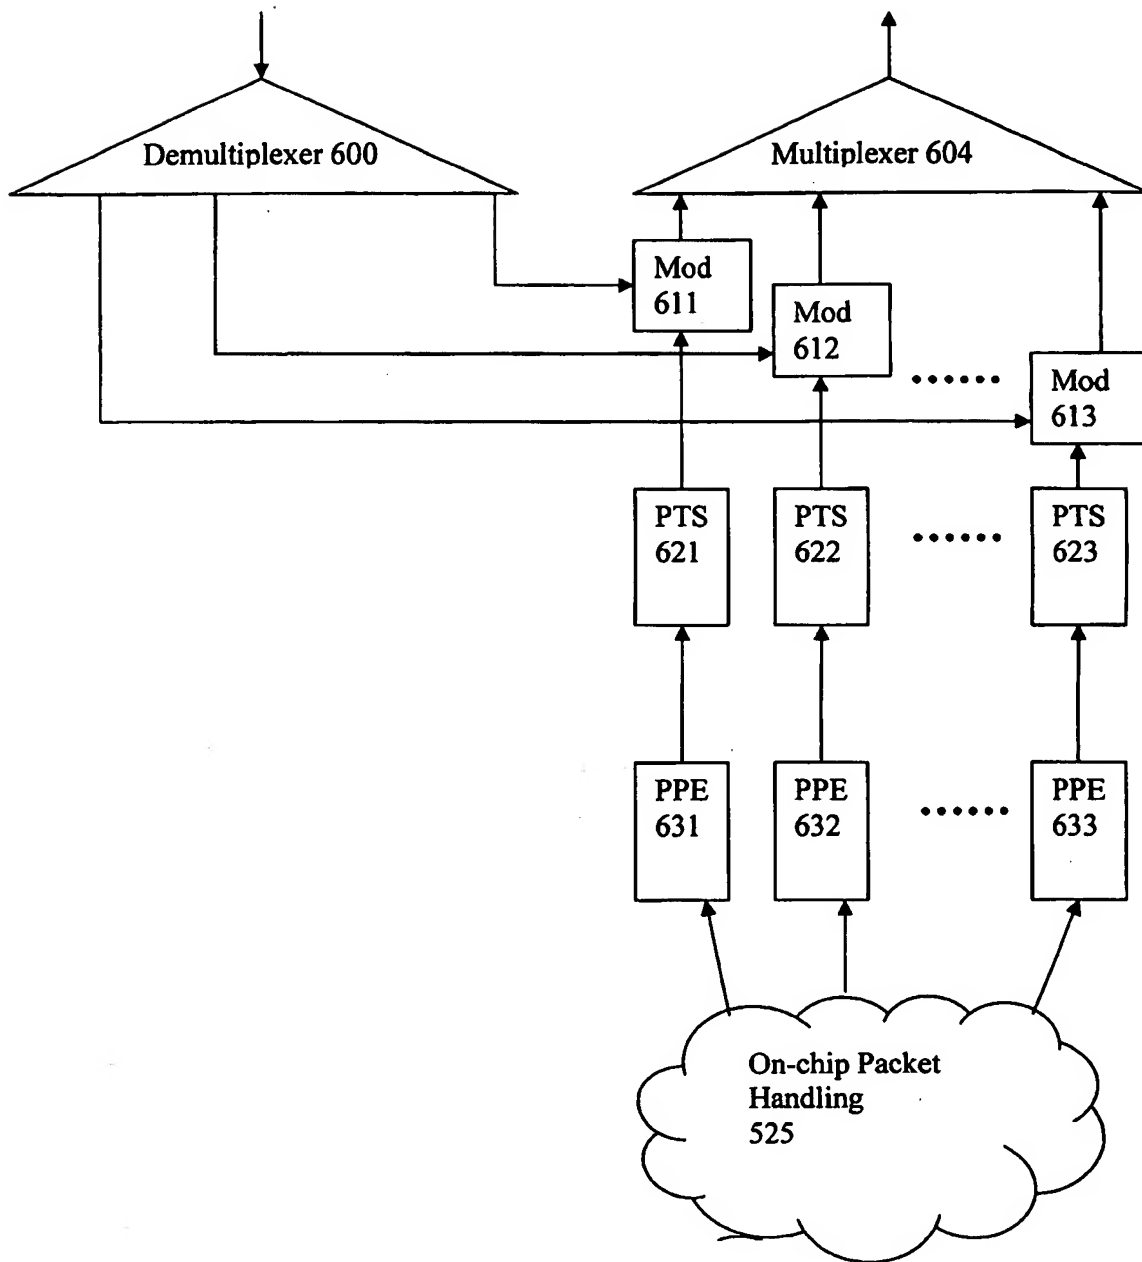 Demultiplexer 600
Multiplexer 604
Mod
611
Mod
612
Mod
613
PTS
621
PTS
622
PTS
623
PPE
631
PPE
632
PPE
633
On-chip Packet
Handling
525